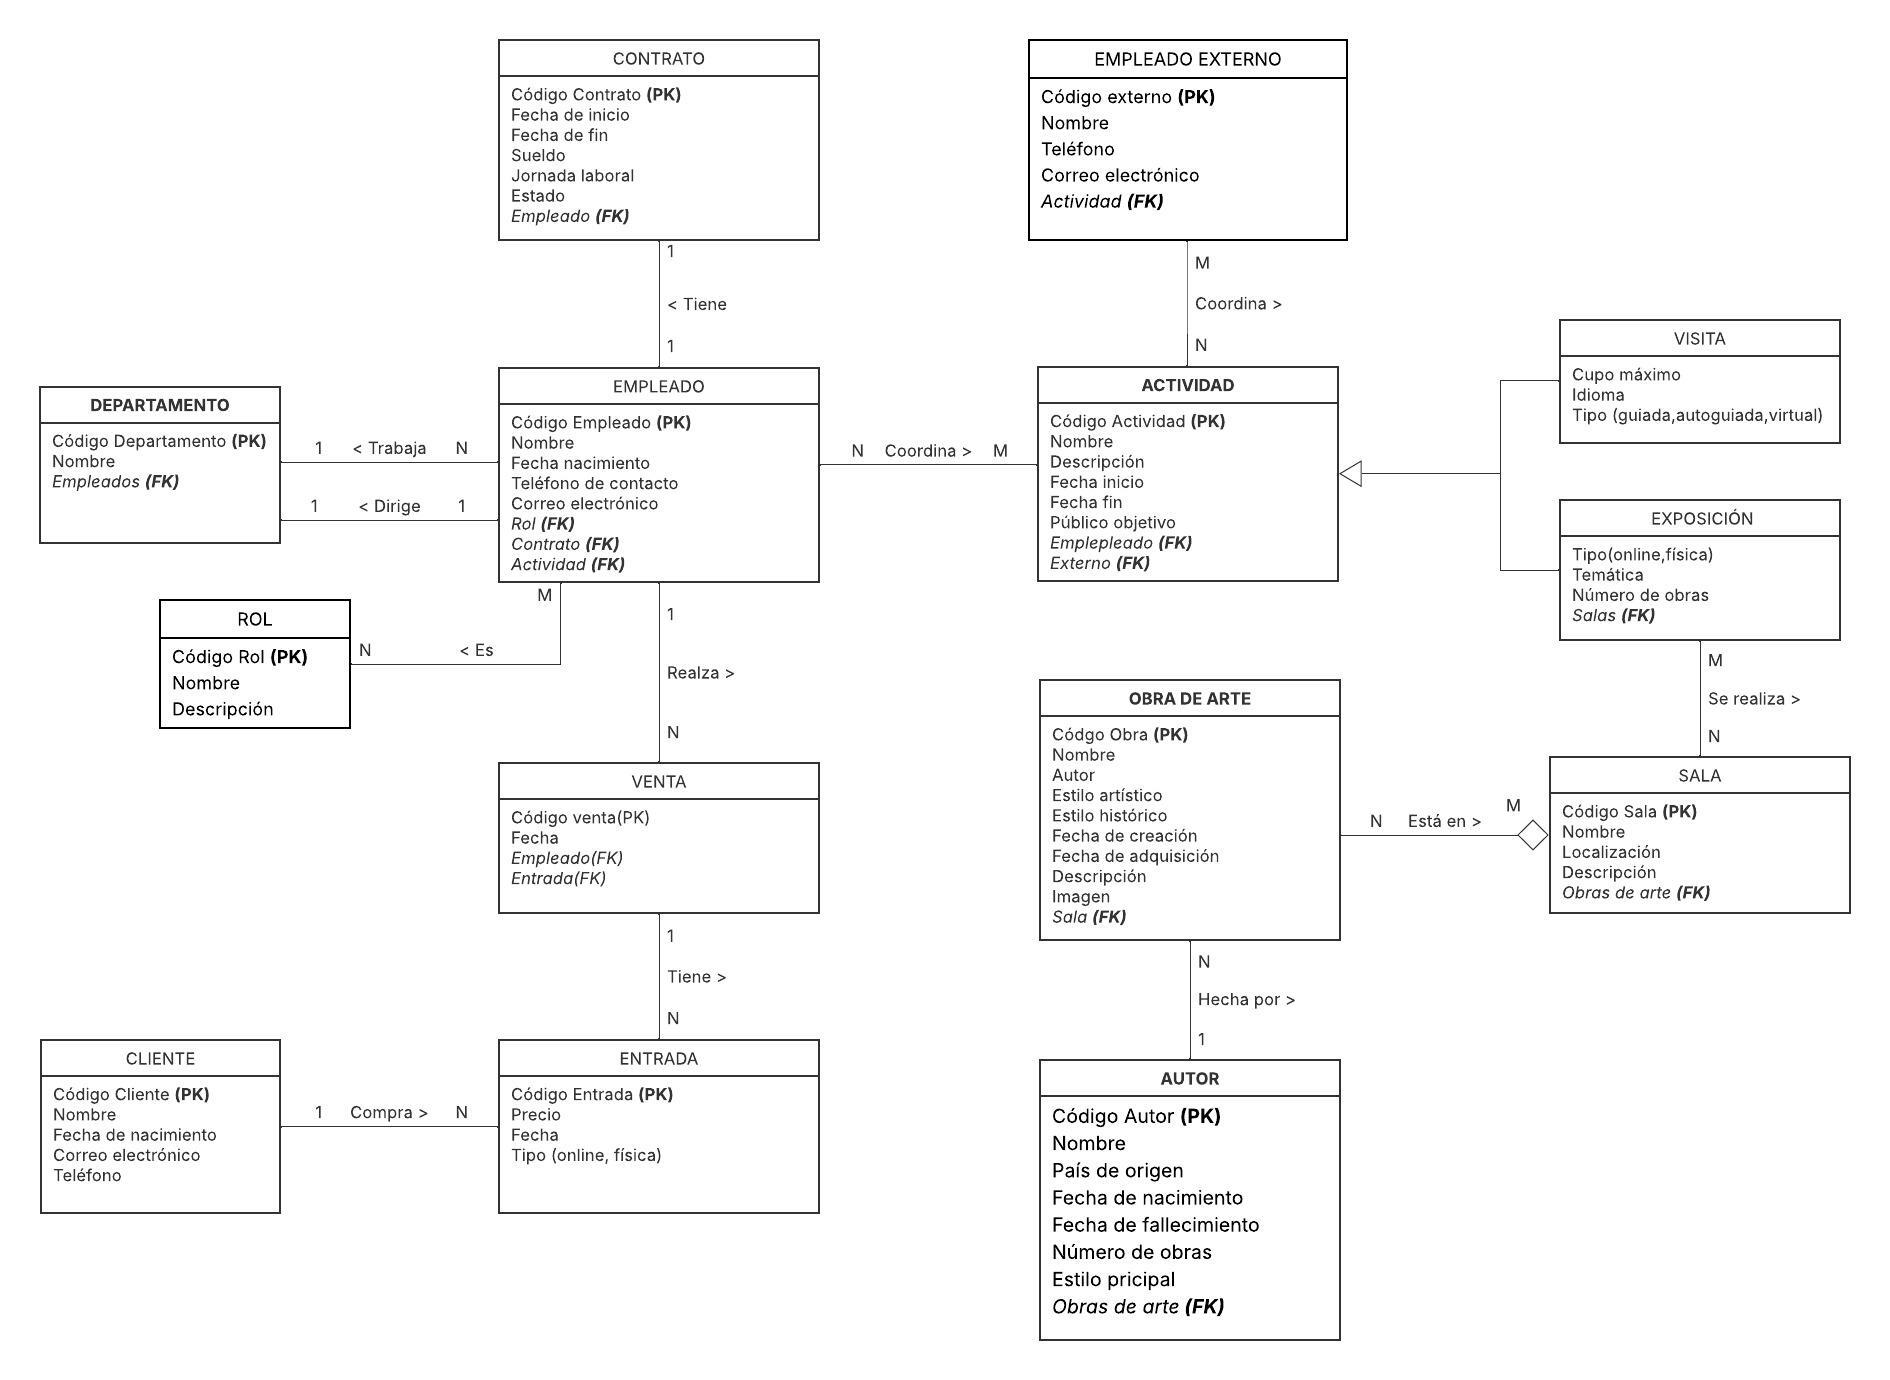 CONTRATO
Código Contrato (PK)
Fecha de inicio
Fecha de fin
Sueldo
Jornada laboral
Estado
Empleado (FK)
1
< Tiene
1
EMPLEADO EXTERNO
Código externo (PK)
Nombre
Teléfono
Correo electrónico
Actividad (FK)
M
Coordina >
N
DEPARTAMENTO
Código Departamento (PK)
Nombre
Empleados (FK)
1 < Trabaja N
1 < Dirige 1
EMPLEADO
Código Empleado (PK)
Nombre
Fecha nacimiento
Teléfono de contacto
Correo electrónico
Rol (FK)
Contrato (FK)
Actividad (FK)
N Coordina > M
ACTIVIDAD
Código Actividad (PK)
Nombre
Descripción
Fecha inicio
Fecha fin
Público objetivo
Emplepleado (FK)
Externo (FK)
VISITA
Cupo máximo
Idioma
Tipo (guiada,autoguiada,virtual)
EXPOSICIÓN
Tipo(online,física)
Temática
Número de obras
Salas (FK)
M
Se realiza >
N
ROL
Código Rol (PK)
Nombre
Descripción
M
N < Es
1
Realza >
N
VENTA
Código venta(PK)
Fecha
Empleado(FK)
Entrada(FK)
1
Tiene >
N
OBRA DE ARTE
Códgo Obra (PK)
Nombre
Autor
Estilo artístico
Estilo histórico
Fecha de creación
Fecha de adquisición
Descripción
Imagen
Sala (FK)
N Está en > M
SALA
Código Sala (PK)
Nombre
Localización
Descripción
Obras de arte (FK)
N
Hecha por >
1
CLIENTE
Código Cliente (PK)
Nombre
Fecha de nacimiento
Correo electrónico
Teléfono
1 Compra > N
ENTRADA
Código Entrada (PK)
Precio
Fecha
Tipo (online, física)
AUTOR
Código Autor (PK)
Nombre
País de origen
Fecha de nacimiento
Fecha de fallecimiento
Número de obras
Estilo pricipal
Obras de arte (FK)